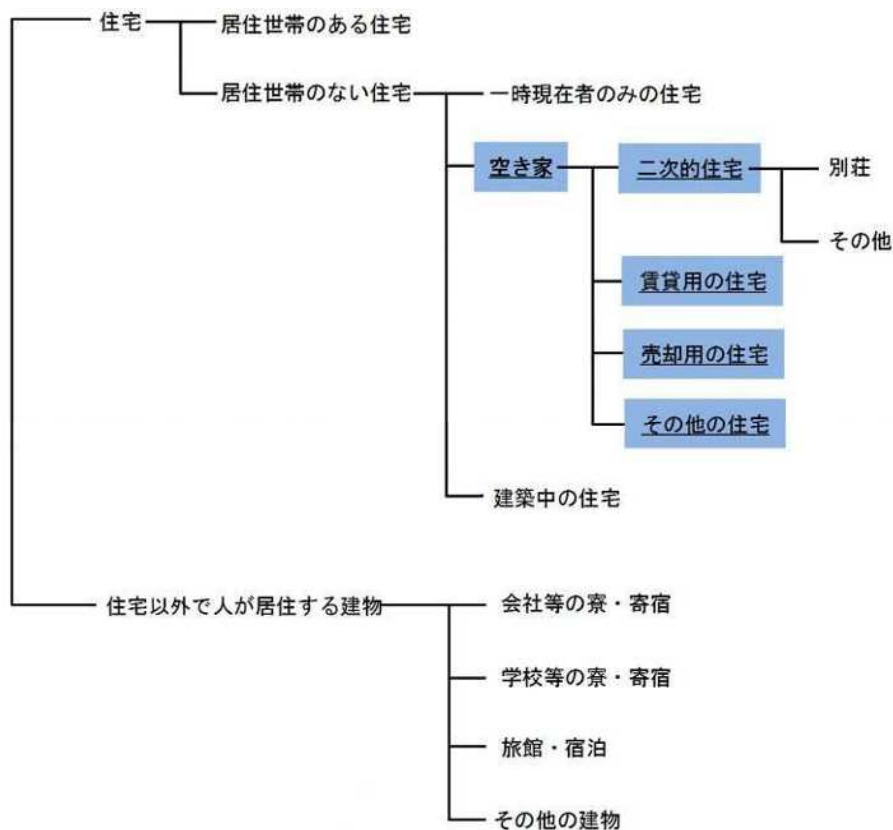 住宅
居住世帯のある住宅
居住世帯のない住宅
一時現在者のみの住宅
空き家
二次的住宅
別荘
その他
賃貸用の住宅
売却用の住宅
その他の住宅
建築中の住宅
住宅以外で人が居住する建物
会社等の寮・寄宿
学校等の寮・寄宿
旅館・宿泊
その他の建物